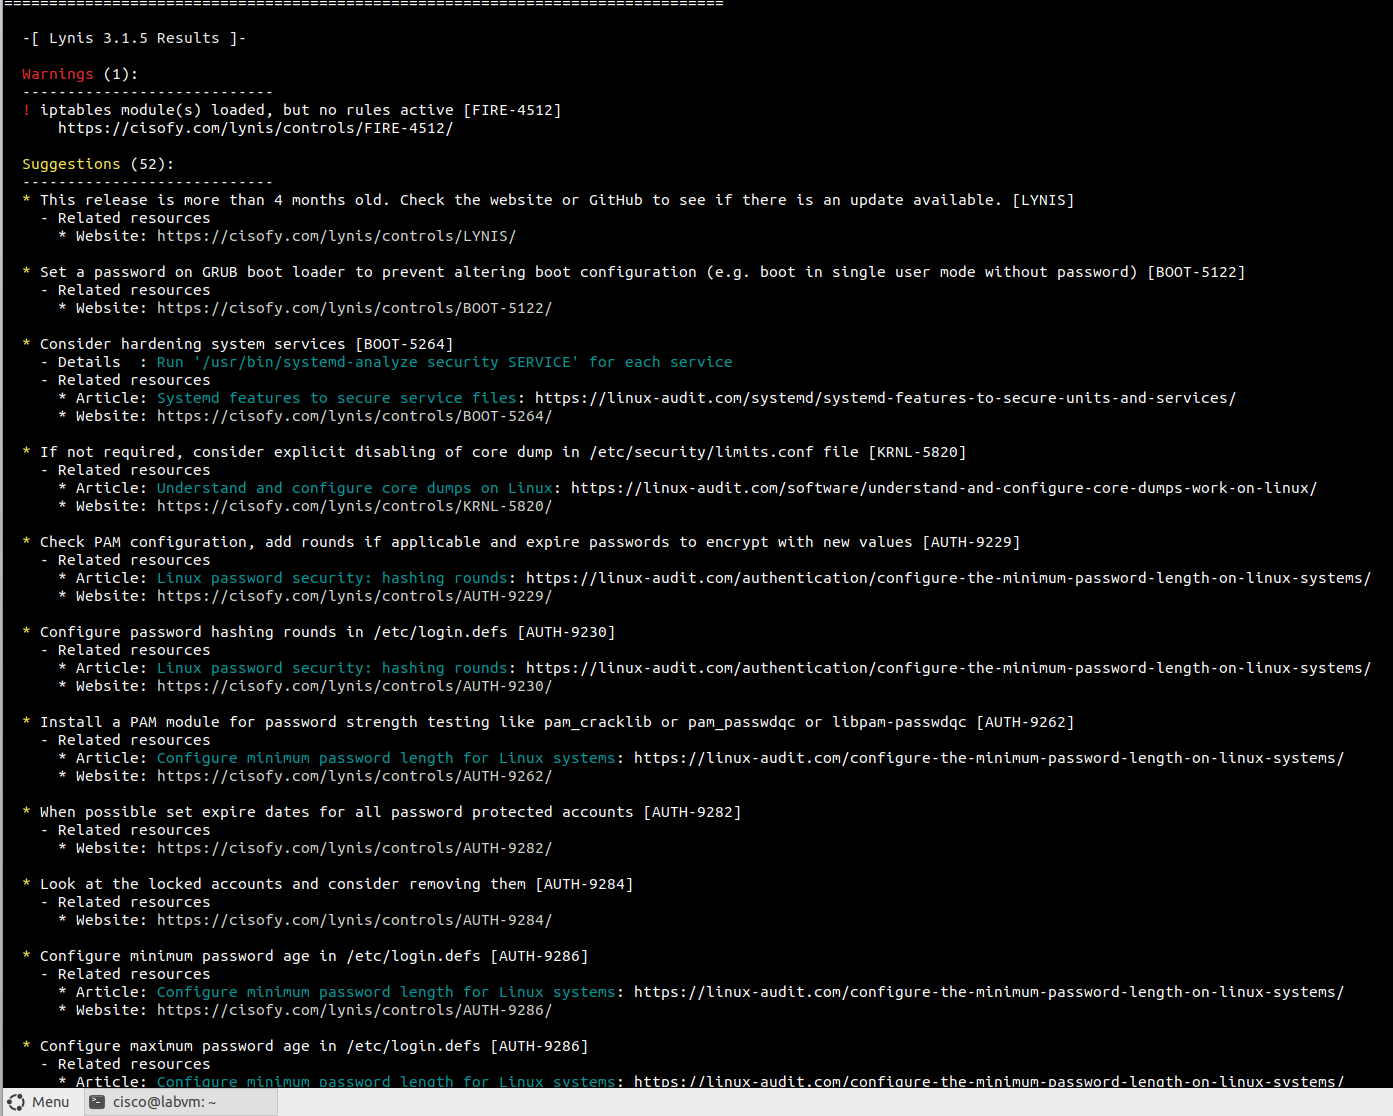 ================================================================================
-[ Lynis 3.1.5 Results ]-
Warnings (1):
----------------------------
! iptables module(s) loaded, but no rules active [FIRE-4512]
https://cisofy.com/lynis/controls/FIRE-4512/
Suggestions (52):
----------------------------
* This release is more than 4 months old. Check the website or GitHub to see if there is an update available. [LYNIS]
- Related resources
* Website: https://cisofy.com/lynis/controls/LYNIS/
* Set a password on GRUB boot loader to prevent altering boot configuration (e.g. boot in single user mode without password) [BOOT-5122]
- Related resources
* Website: https://cisofy.com/lynis/controls/BOOT-5122/
* Consider hardening system services [BOOT-5264]
- Details  : Run '/usr/bin/systemd-analyze security SERVICE' for each service
- Related resources
* Article: Systemd features to secure service files: https://linux-audit.com/systemd/systemd-features-to-secure-units-and-services/
* Website: https://cisofy.com/lynis/controls/BOOT-5264/
* If not required, consider explicit disabling of core dump in /etc/security/limits.conf file [KRNL-5820]
- Related resources
* Article: Understand and configure core dumps on Linux: https://linux-audit.com/software/understand-and-configure-core-dumps-work-on-linux/
* Website: https://cisofy.com/lynis/controls/KRNL-5820/
* Check PAM configuration, add rounds if applicable and expire passwords to encrypt with new values [AUTH-9229]
- Related resources
* Article: Linux password security: hashing rounds: https://linux-audit.com/authentication/configure-the-minimum-password-length-on-linux-systems/
* Website: https://cisofy.com/lynis/controls/AUTH-9229/
* Configure password hashing rounds in /etc/login.defs [AUTH-9230]
- Related resources
* Article: Linux password security: hashing rounds: https://linux-audit.com/authentication/configure-the-minimum-password-length-on-linux-systems/
* Website: https://cisofy.com/lynis/controls/AUTH-9230/
* Install a PAM module for password strength testing like pam_cracklib or pam_passwdqc or libpam-passwdqc [AUTH-9262]
- Related resources
* Article: Configure minimum password length for Linux systems: https://linux-audit.com/configure-the-minimum-password-length-on-linux-systems/
* Website: https://cisofy.com/lynis/controls/AUTH-9262/
* When possible set expire dates for all password protected accounts [AUTH-9282]
- Related resources
* Website: https://cisofy.com/lynis/controls/AUTH-9282/
* Look at the locked accounts and consider removing them [AUTH-9284]
- Related resources
* Website: https://cisofy.com/lynis/controls/AUTH-9284/
* Configure minimum password age in /etc/login.defs [AUTH-9286]
- Related resources
* Article: Configure minimum password length for Linux systems: https://linux-audit.com/configure-the-minimum-password-length-on-linux-systems/
* Website: https://cisofy.com/lynis/controls/AUTH-9286/
* Configure maximum password age in /etc/login.defs [AUTH-9286]
- Related resources
* Article: Configure minimum password length for Linux systems: https://linux-audit.com/configure-the-minimum-password-length-on-linux-systems/
Menu cisco@labvm: ~